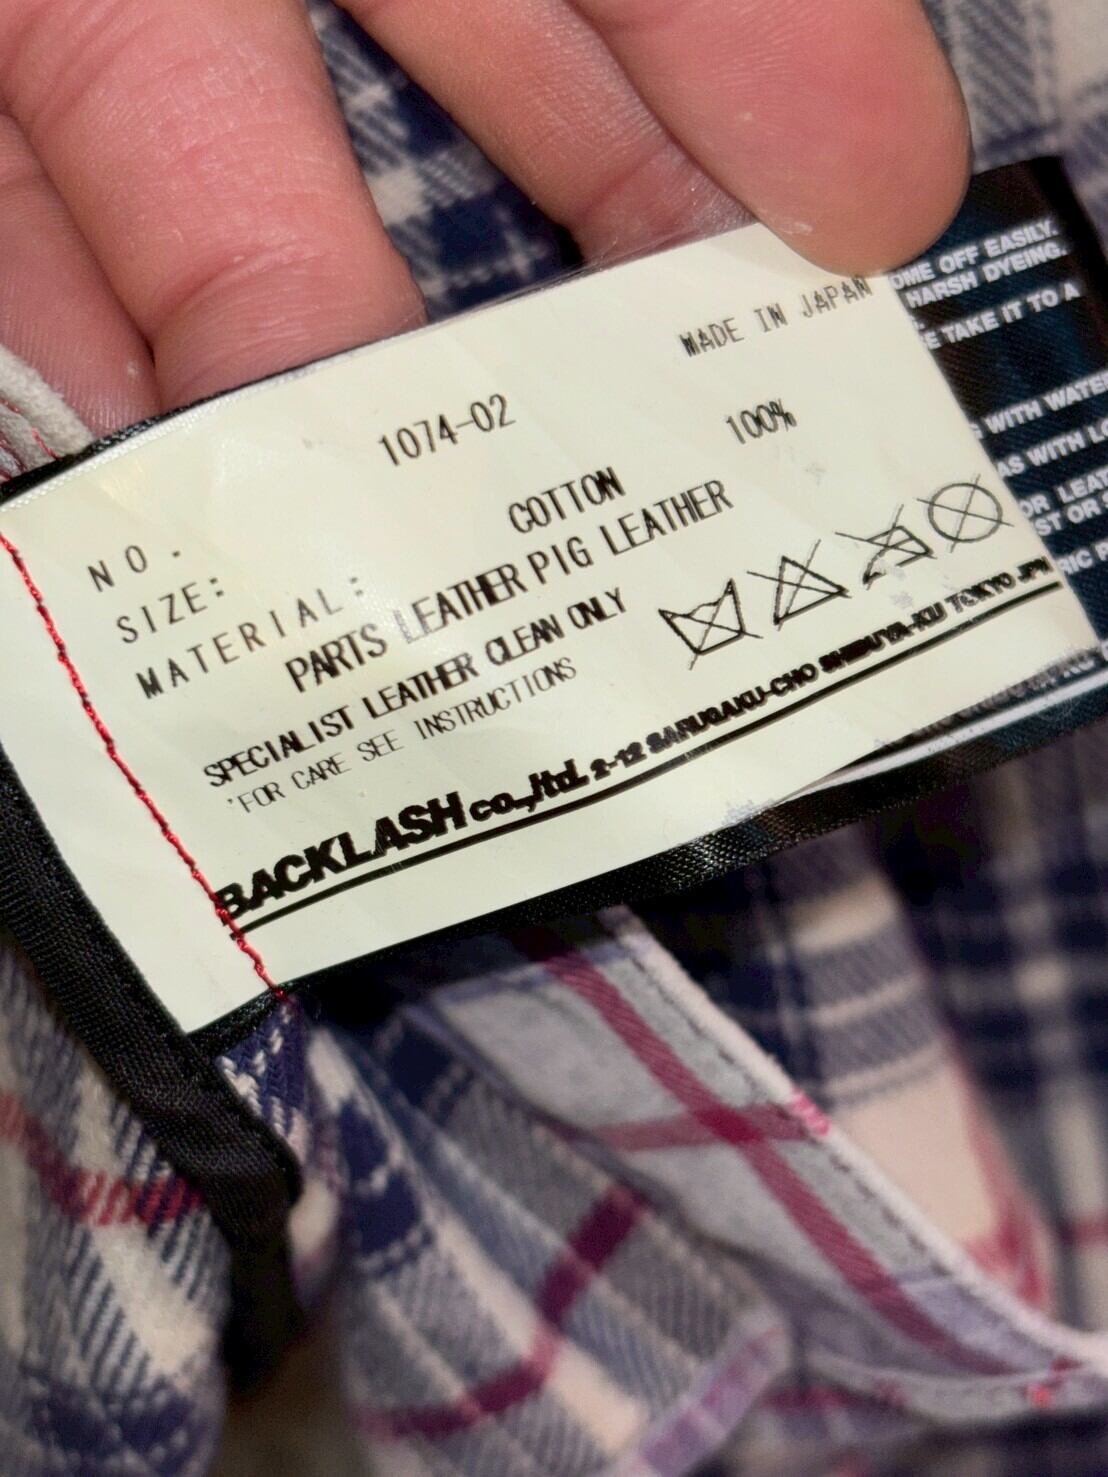 MADE IN JAPAN
NO. 1074-02
SIZE:
MATERIAL: COTTON 100%
PARTS LEATHER PIG LEATHER
SPECIALIST LEATHER CLEAN ONLY
*FOR CARE SEE INSTRUCTIONS
BACKLASH co.,ltd. 2-12 SARUGAKU-CHO SHIBUYA-KU TOKYO JPN
OME OFF EASILY.
HARSH DYEING.
E TAKE IT TO A
WITH WATER
AS WITH LO
OR LEAT
ST OR
RIC P